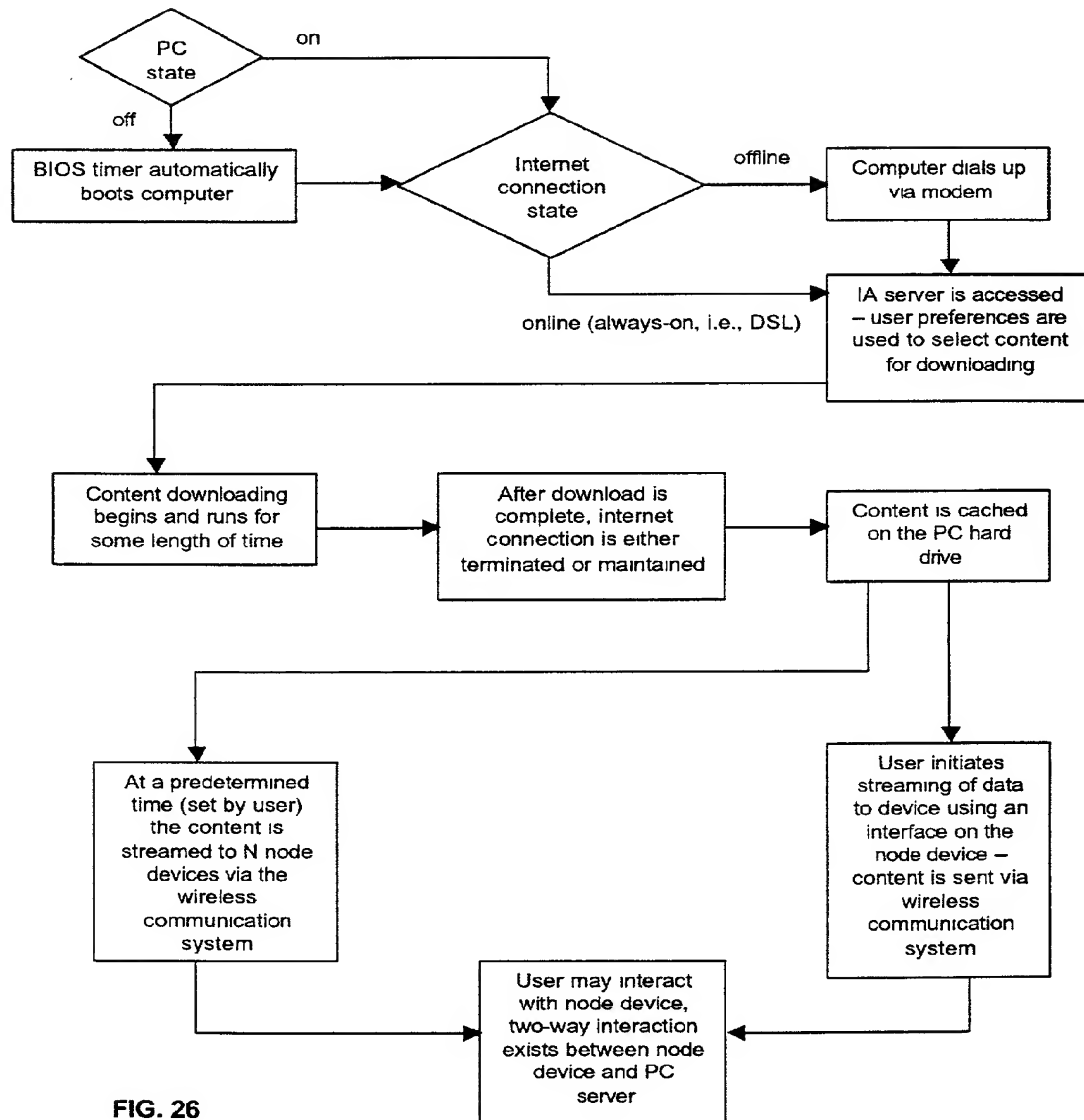 PC
state
on
off
BIOS timer automatically
boots computer
Internet
connection
state
offline
Computer dials up
via modem
online (always-on, i.e., DSL)
IA server is accessed
– user preferences are
used to select content
for downloading
Content downloading
begins and runs for
some length of time
After download is
complete, internet
connection is either
terminated or maintained
Content is cached
on the PC hard
drive
At a predetermined
time (set by user)
the content is
streamed to N node
devices via the
wireless
communication
system
User initiates
streaming of data
to device using an
interface on the
node device –
content is sent via
wireless
communication
system
User may interact
with node device,
two-way interaction
exists between node
device and PC
server
FIG. 26